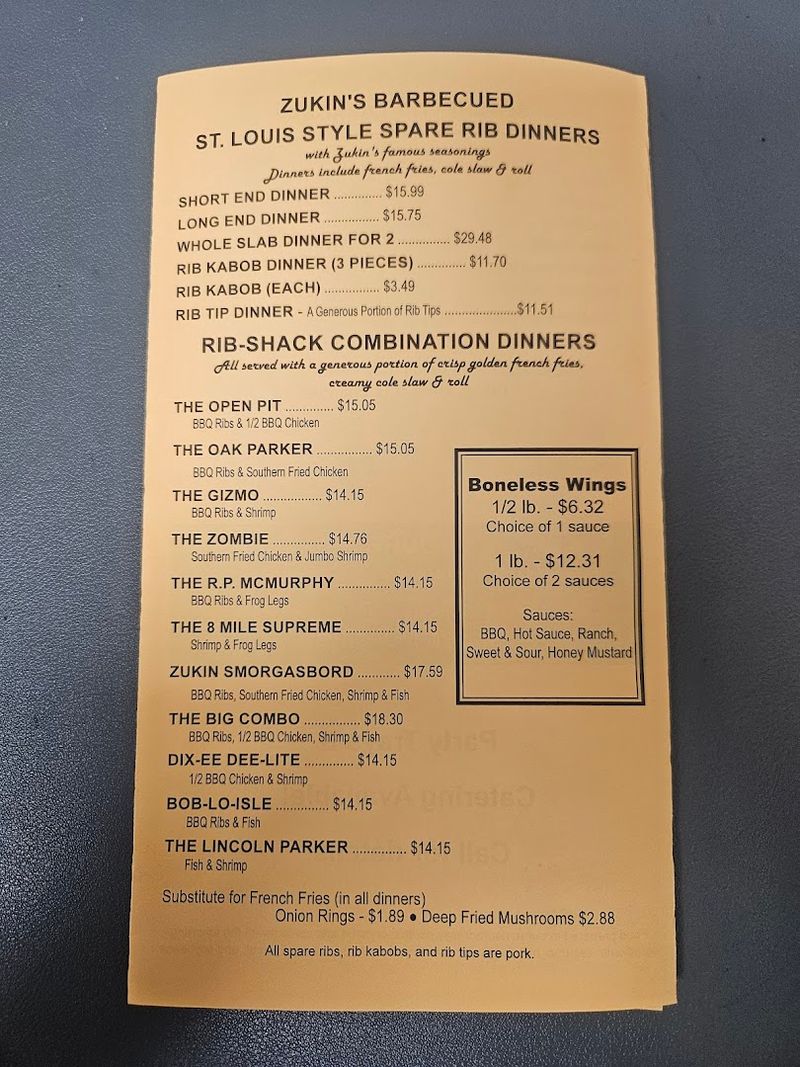 ZUKIN'S BARBECUED
ST. LOUIS STYLE SPARE RIB DINNERS
with Zukin's famous seasonings
Dinners include french fries, cole slaw & roll
SHORT END DINNER .............. $15.99
LONG END DINNER ................ $15.75
WHOLE SLAB DINNER FOR 2 ............... $29.48
RIB KABOB DINNER (3 PIECES) .............. $11.70
RIB KABOB (EACH) ................ $3.49
RIB TIP DINNER - A Generous Portion of Rib Tips .....................$11.51
RIB-SHACK COMBINATION DINNERS
All served with a generous portion of crisp golden french fries,
creamy cole slaw & roll
THE OPEN PIT .............. $15.05
BBQ Ribs & 1/2 BBQ Chicken
THE OAK PARKER ................ $15.05
BBQ Ribs & Southern Fried Chicken
THE GIZMO ................. $14.15
BBQ Ribs & Shrimp
THE ZOMBIE ............... $14.76
Southern Fried Chicken & Jumbo Shrimp
THE R.P. MCMURPHY ............... $14.15
BBQ Ribs & Frog Legs
THE 8 MILE SUPREME .............. $14.15
Shrimp & Frog Legs
ZUKIN SMORGASBORD ............ $17.59
BBQ Ribs, Southern Fried Chicken, Shrimp & Fish
THE BIG COMBO ................ $18.30
BBQ Ribs, 1/2 BBQ Chicken, Shrimp & Fish
DIX-EE DEE-LITE .............. $14.15
1/2 BBQ Chicken & Shrimp
BOB-LO-ISLE ............... $14.15
BBQ Ribs & Fish
THE LINCOLN PARKER ................ $14.15
Fish & Shrimp
Boneless Wings
1/2 lb. - $6.32
Choice of 1 sauce
1 lb. - $12.31
Choice of 2 sauces
Sauces:
BBQ, Hot Sauce, Ranch,
Sweet & Sour, Honey Mustard
Substitute for French Fries (in all dinners)
Onion Rings - $1.89 ● Deep Fried Mushrooms $2.88
All spare ribs, rib kabobs, and rib tips are pork.